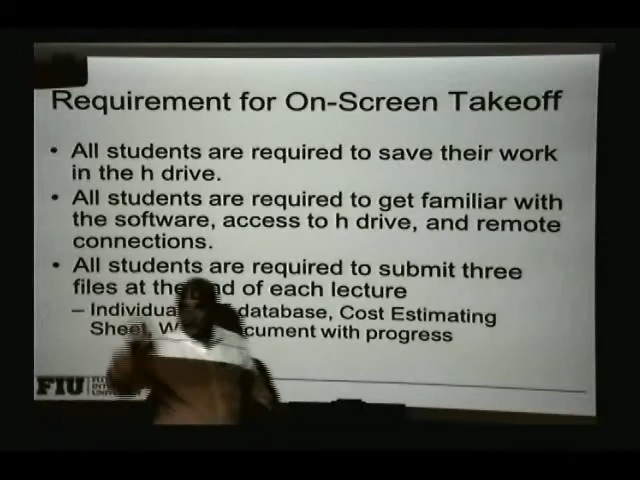 Requirement for On-Screen Takeoff
• All students are required to save their work
in the h drive.
• All students are required to get familiar with
the software, access to h drive, and remote
connections.
• All students are required to submit three
files at the end of each lecture
– Individua database, Cost Estimating
Sheet, W cument with progress
FIU